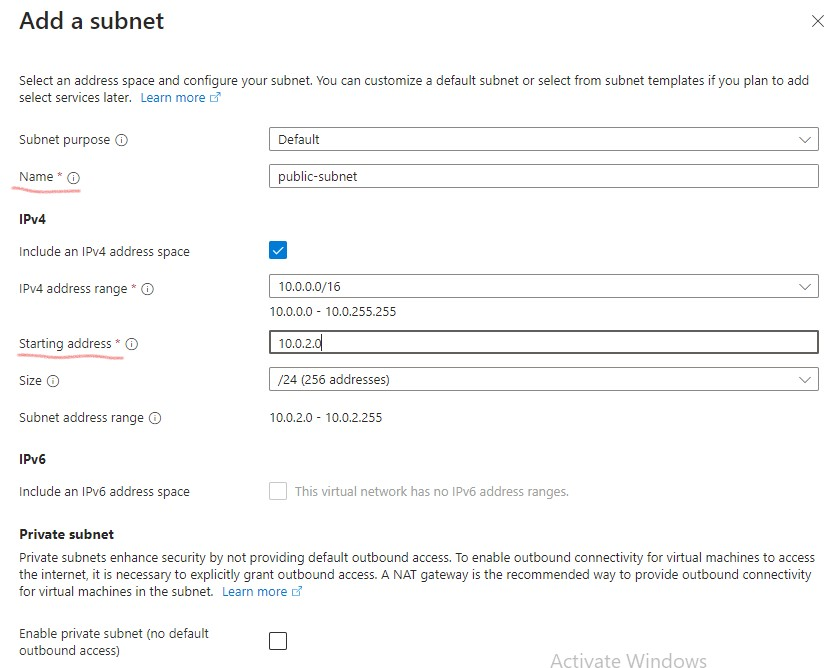 Add a subnet
Select an address space and configure your subnet. You can customize a default subnet or select from subnet templates if you plan to add
select services later. Learn more
Subnet purpose
Default
Name *
public-subnet
IPv4
Include an IPv4 address space
IPv4 address range *
10.0.0.0/16
10.0.0.0 - 10.0.255.255
Starting address *
10.0.2.0
Size
/24 (256 addresses)
Subnet address range
10.0.2.0 - 10.0.2.255
IPv6
Include an IPv6 address space
This virtual network has no IPv6 address ranges.
Private subnet
Private subnets enhance security by not providing default outbound access. To enable outbound connectivity for virtual machines to access
the internet, it is necessary to explicitly grant outbound access. A NAT gateway is the recommended way to provide outbound connectivity
for virtual machines in the subnet. Learn more
Enable private subnet (no default
outbound access)
Activate Windows